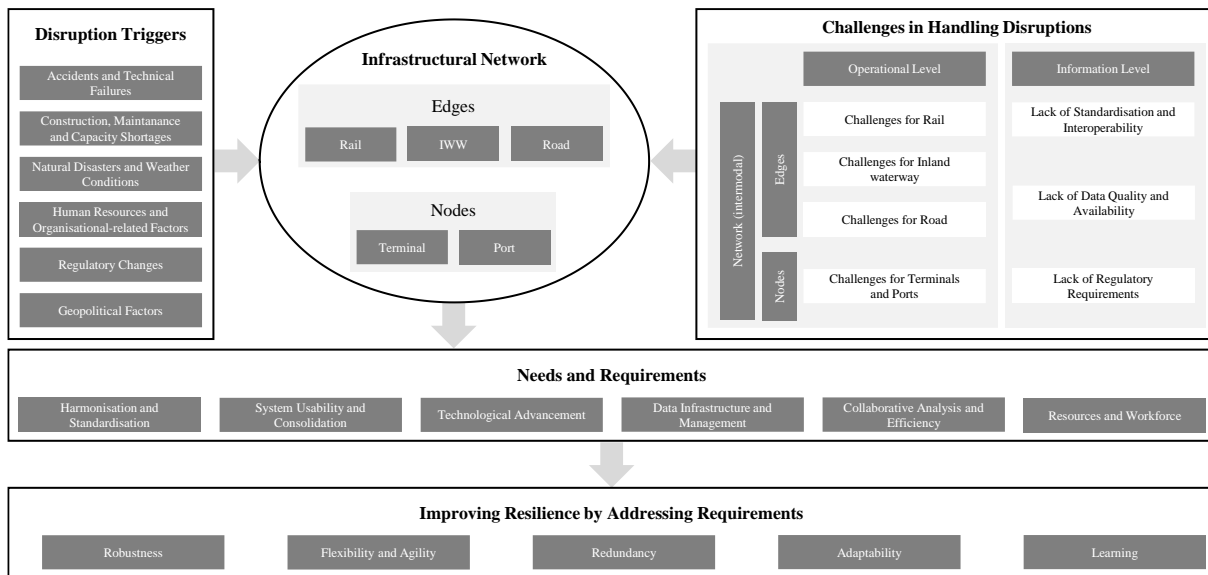 Disruption Triggers
Accidents and Technical
Failures
Construction, Maintanance
and Capacity Shortages
Natural Disasters and Weather
Conditions
Human Resources and
Organisational-related Factors
Regulatory Changes
Geopolitical Factors
Infrastructural Network
Edges
Rail
IWW
Road
Nodes
Terminal
Port
Challenges in Handling Disruptions
Operational Level
Information Level
Network (intermodal)
Edges
Nodes
Challenges for Rail
Challenges for Inland
waterway
Challenges for Road
Challenges for Terminals
and Ports
Lack of Standardisation and
Interoperability
Lack of Data Quality and
Availability
Lack of Regulatory
Requirements
Needs and Requirements
Harmonisation and
Standardisation
System Usability and
Consolidation
Technological Advancement
Data Infrastructure and
Management
Collaborative Analysis and
Efficiency
Resources and Workforce
Improving Resilience by Addressing Requirements
Robustness
Flexibility and Agility
Redundancy
Adaptability
Learning